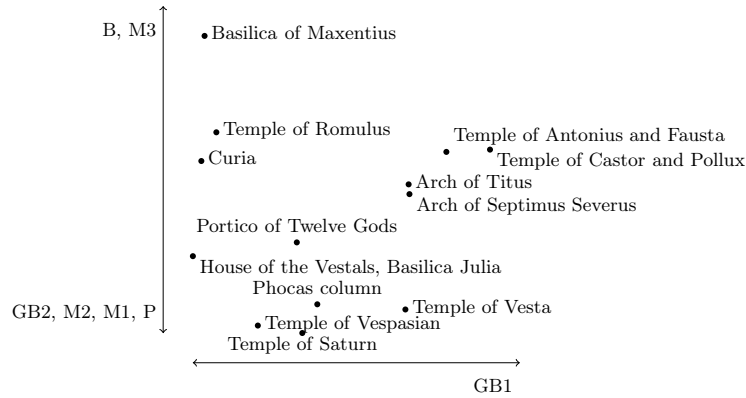 B, M3
Basilica of Maxentius
Temple of Romulus
Temple of Antonius and Fausta
Curia
Temple of Castor and Pollux
Arch of Titus
Arch of Septimus Severus
Portico of Twelve Gods
House of the Vestals, Basilica Julia
Phocas column
GB2, M2, M1, P
Temple of Vesta
Temple of Vespasian
Temple of Saturn
GB1